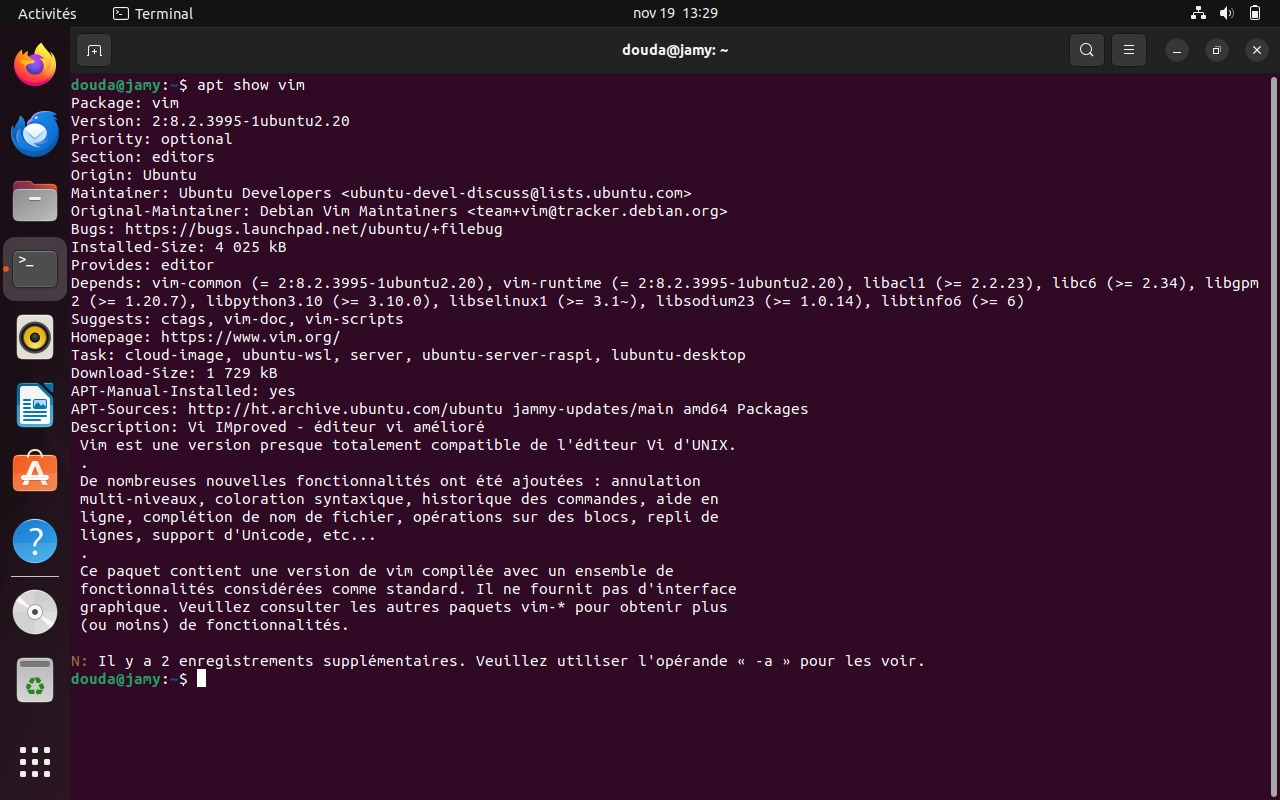 Activités Terminal nov 19 13:29
douda@jamy: ~
douda@jamy:~$ apt show vim
Package: vim
Version: 2:8.2.3995-1ubuntu2.20
Priority: optional
Section: editors
Origin: Ubuntu
Maintainer: Ubuntu Developers <ubuntu-devel-discuss@lists.ubuntu.com>
Original-Maintainer: Debian Vim Maintainers <team+vim@tracker.debian.org>
Bugs: https://bugs.launchpad.net/ubuntu/+filebug
Installed-Size: 4 025 kB
Provides: editor
Depends: vim-common (= 2:8.2.3995-1ubuntu2.20), vim-runtime (= 2:8.2.3995-1ubuntu2.20), libacl1 (>= 2.2.23), libc6 (>= 2.34), libgpm
2 (>= 1.20.7), libpython3.10 (>= 3.10.0), libselinux1 (>= 3.1~), libsodium23 (>= 1.0.14), libtinfo6 (>= 6)
Suggests: ctags, vim-doc, vim-scripts
Homepage: https://www.vim.org/
Task: cloud-image, ubuntu-wsl, server, ubuntu-server-raspi, lubuntu-desktop
Download-Size: 1 729 kB
APT-Manual-Installed: yes
APT-Sources: http://ht.archive.ubuntu.com/ubuntu jammy-updates/main amd64 Packages
Description: Vi IMproved - éditeur vi amélioré
 Vim est une version presque totalement compatible de l'éditeur Vi d'UNIX.
 .
 De nombreuses nouvelles fonctionnalités ont été ajoutées : annulation
 multi-niveaux, coloration syntaxique, historique des commandes, aide en
 ligne, complétion de nom de fichier, opérations sur des blocs, repli de
 lignes, support d'Unicode, etc...
 .
 Ce paquet contient une version de vim compilée avec un ensemble de
 fonctionnalités considérées comme standard. Il ne fournit pas d'interface
 graphique. Veuillez consulter les autres paquets vim-* pour obtenir plus
 (ou moins) de fonctionnalités.
N: Il y a 2 enregistrements supplémentaires. Veuillez utiliser l'opérande « -a » pour les voir.
douda@jamy:~$